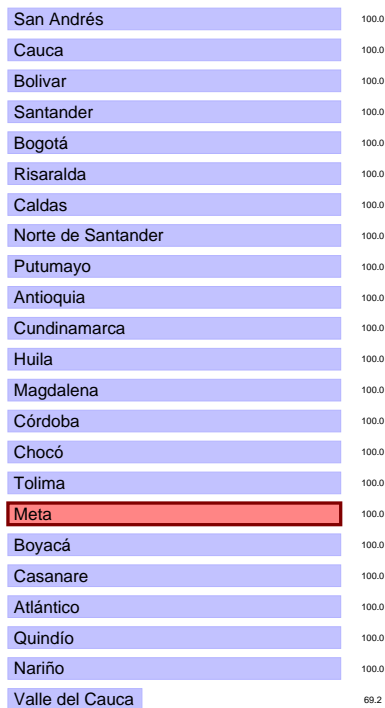 San Andrés 100.0
Cauca 100.0
Bolivar 100.0
Santander 100.0
Bogotá 100.0
Risaralda 100.0
Caldas 100.0
Norte de Santander 100.0
Putumayo 100.0
Antioquia 100.0
Cundinamarca 100.0
Huila 100.0
Magdalena 100.0
Córdoba 100.0
Chocó 100.0
Tolima 100.0
Meta 100.0
Boyacá 100.0
Casanare 100.0
Atlántico 100.0
Quindío 100.0
Nariño 100.0
Valle del Cauca 69.2